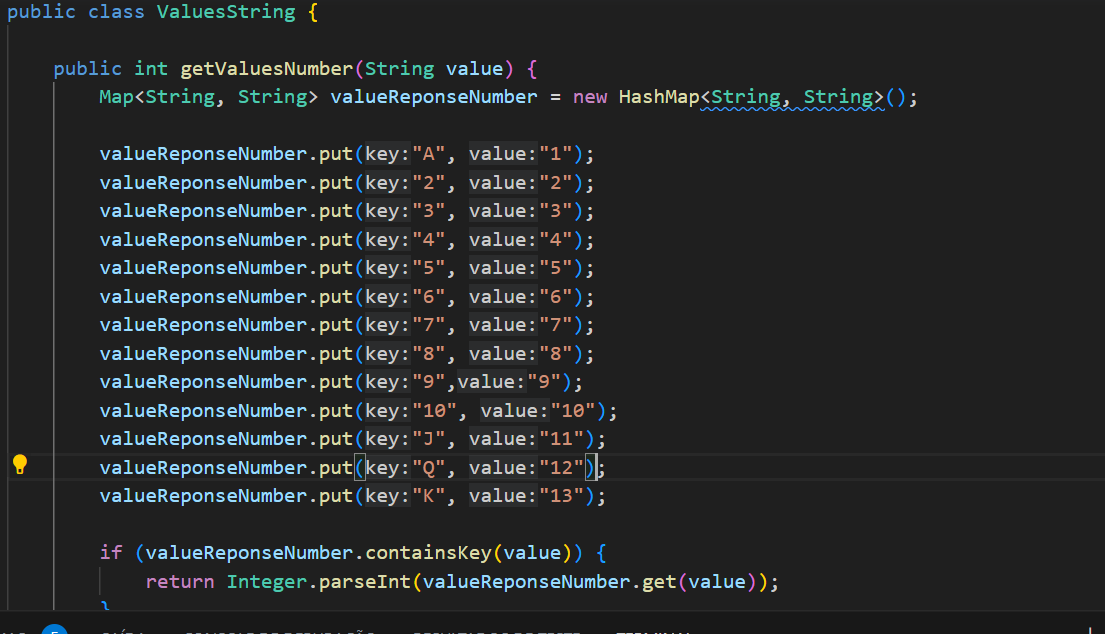 public class ValuesString {
public int getValuesNumber(String value) {
Map<String, String> valueReponseNumber = new HashMap<String, String>();
valueReponseNumber.put(key:"A", value:"1");
valueReponseNumber.put(key:"2", value:"2");
valueReponseNumber.put(key:"3", value:"3");
valueReponseNumber.put(key:"4", value:"4");
valueReponseNumber.put(key:"5", value:"5");
valueReponseNumber.put(key:"6", value:"6");
valueReponseNumber.put(key:"7", value:"7");
valueReponseNumber.put(key:"8", value:"8");
valueReponseNumber.put(key:"9",value:"9");
valueReponseNumber.put(key:"10", value:"10");
valueReponseNumber.put(key:"J", value:"11");
valueReponseNumber.put(key:"Q", value:"12");
valueReponseNumber.put(key:"K", value:"13");
if (valueReponseNumber.containsKey(value)) {
return Integer.parseInt(valueReponseNumber.get(value));
}